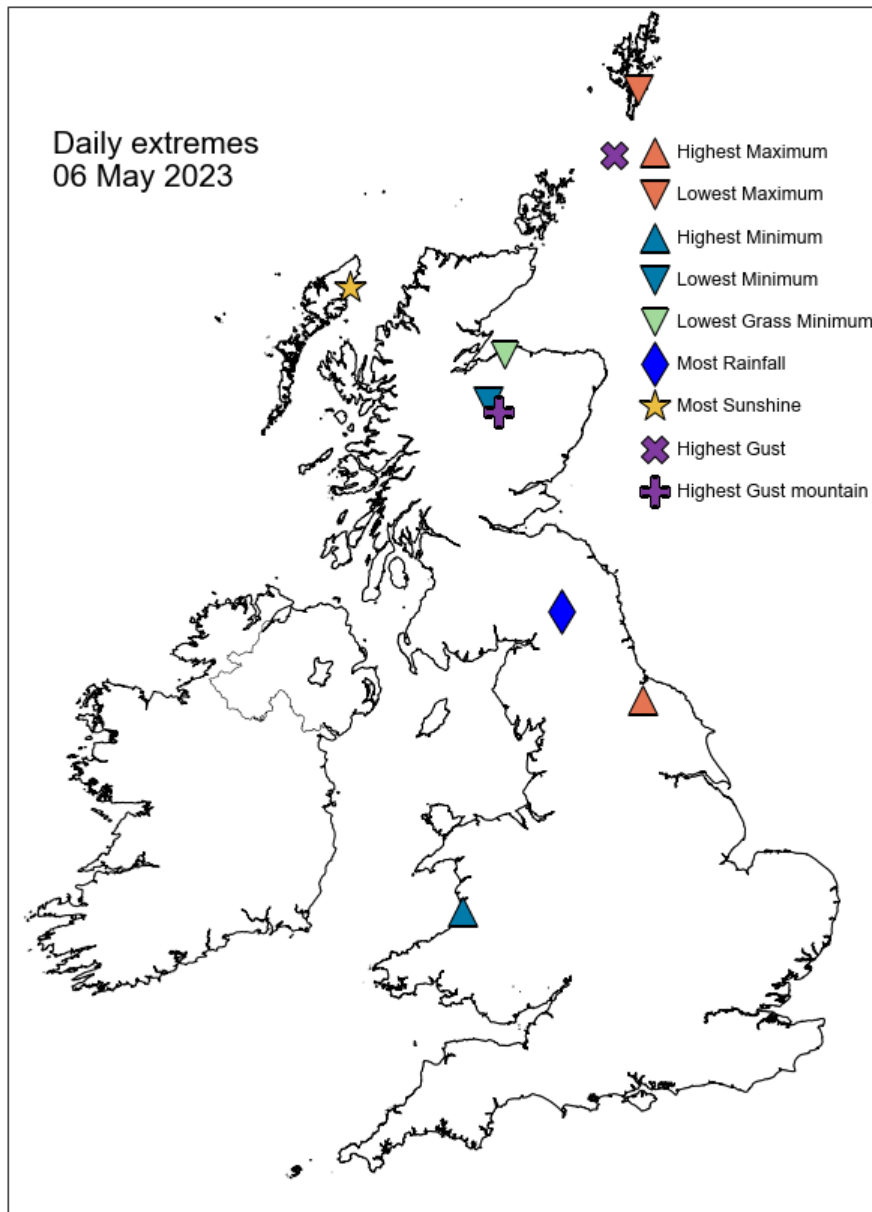 Daily extremes
06 May 2023
Highest Maximum
Lowest Maximum
Highest Minimum
Lowest Minimum
Lowest Grass Minimum
Most Rainfall
Most Sunshine
Highest Gust
Highest Gust mountain